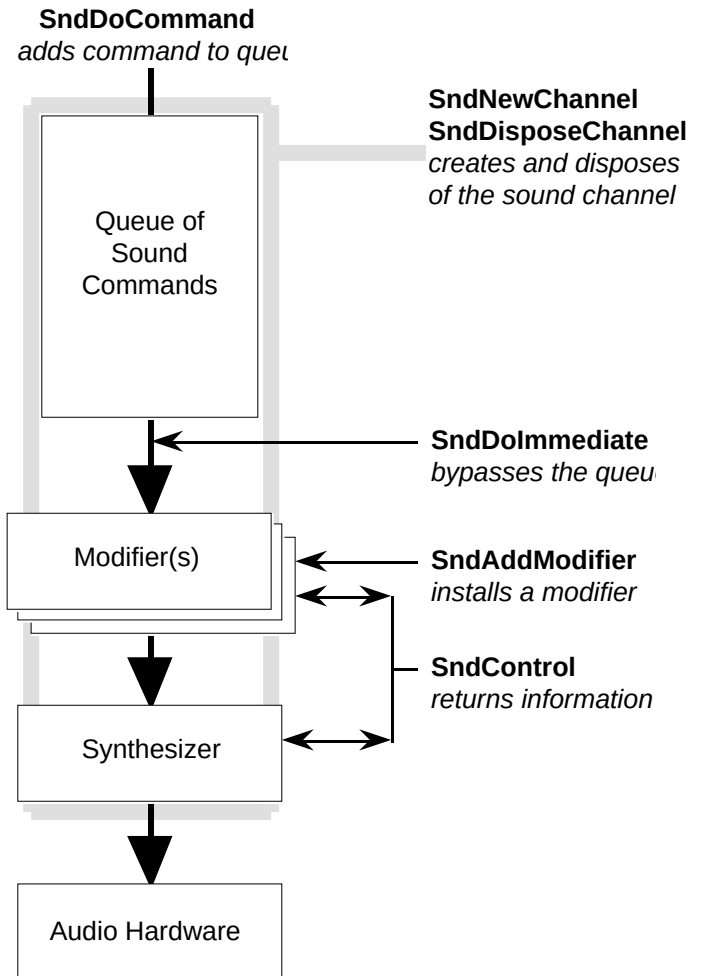 SndDoCommand
adds command to queu
SndNewChannel
SndDisposeChannel
creates and disposes
of the sound channel
Queue of
Sound
Commands
SndDoImmediate
bypasses the queu
Modifier(s)
SndAddModifier
installs a modifier
SndControl
returns information
Synthesizer
Audio Hardware